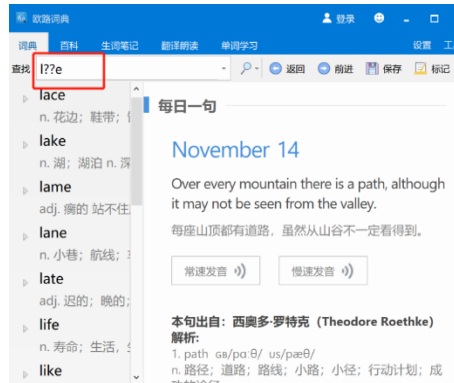 欧路词典 登录
词典 百科 生词笔记 翻译朗读 单词学习 设置 工
查找 l??e 返回 前进 保存 标记
lace
n. 花边；鞋带；
lake
n. 湖；湖泊 n. 深
lame
adj. 瘸的 站不住
lane
n. 小巷；航线；
late
adj. 迟的；晚的；
life
n. 寿命；生活，
like
每日一句
November 14
Over every mountain there is a path, although
it may not be seen from the valley.
每座山顶都有道路，虽然从山谷不一定看得到。
常速发音 慢速发音
本句出自：西奥多·罗特克（Theodore Roethke）
解析:
1. path ɢʙ/pɑːθ/ ᴜs/pæθ/
n. 路径；道路；路线；小路；小径；行动计划；成